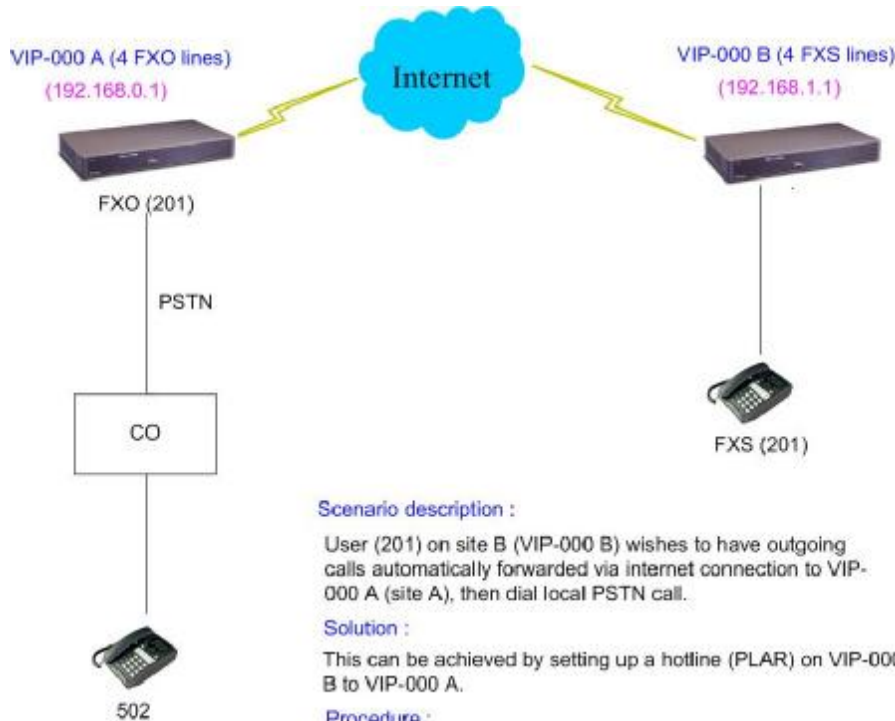 VIP-000 A (4 FXO lines)
(192.168.0.1)
Internet
VIP-000 B (4 FXS lines)
(192.168.1.1)
FXO (201)
PSTN
CO
502
FXS (201)
Scenario description :
User (201) on site B (VIP-000 B) wishes to have outgoing
calls automatically forwarded via internet connection to VIP-
000 A (site A), then dial local PSTN call.
Solution :
This can be achieved by setting up a hotline (PLAR) on VIP-000
B to VIP-000 A.
Procedure :